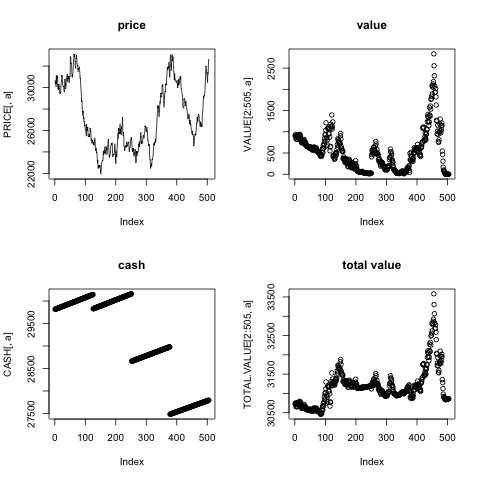 price
PRICE[, a]
22000 26000 30000
0 100 200 300 400 500
Index
value
VALUE[2:505, a]
0 500 1500 2500
0 100 200 300 400 500
Index
cash
CASH[, a]
27500 28500 29500
0 100 200 300 400 500
Index
total value
TOTAL.VALUE[2:505, a]
30500 31500 32500 33500
0 100 200 300 400 500
Index